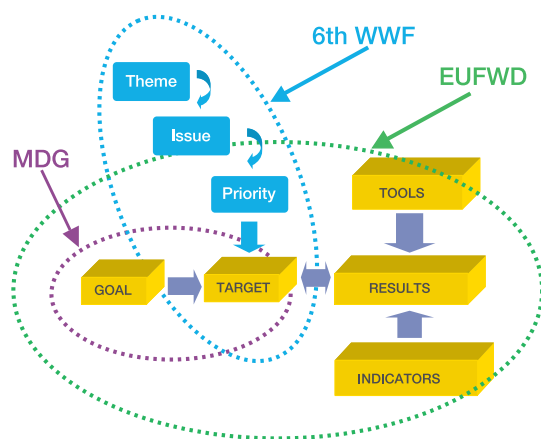 6th WWF
EUFWD
Theme
Issue
MDG
Priority
TOOLS
GOAL
TARGET
RESULTS
INDICATORS